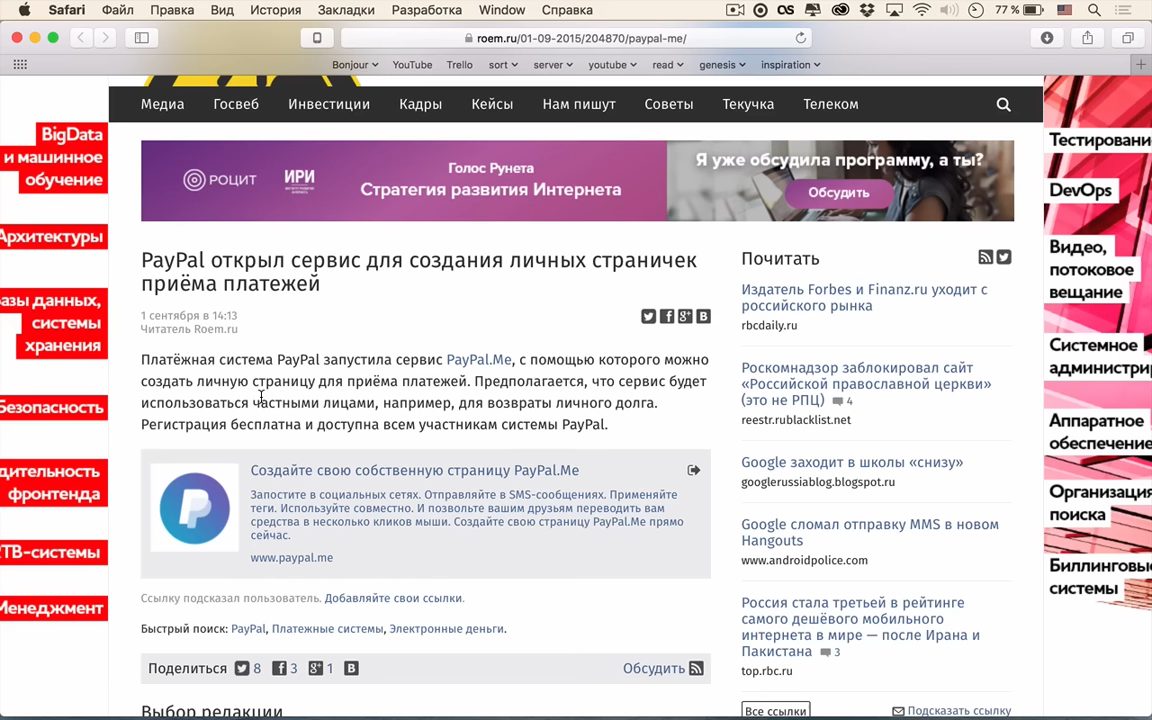 Safari Файл Правка Вид История Закладки Разработка Window Справка 77 %
roem.ru/01-09-2015/204870/paypal-me/
Bonjour YouTube Trello sort server youtube read genesis inspiration
Медиа Госвеб Инвестиции Кадры Кейсы Нам пишут Советы Текучка Телеком
BigData
и машинное
обучение
Архитектуры
азы данных,
системы
хранения
Безопасность
дительность
фронтенда
RTB-системы
Менеджмент
РОЦИТ ИРИ
Голос Рунета
Стратегия развития Интернета
Я уже обсудила программу, а ты?
Обсудить
PayPal открыл сервис для создания личных страничек
приёма платежей
1 сентября в 14:13
Читатель Roem.ru
Платёжная система PayPal запустила сервис PayPal.Me, с помощью которого можно
создать личную страницу для приёма платежей. Предполагается, что сервис будет
использоваться частными лицами, например, для возвраты личного долга.
Регистрация бесплатна и доступна всем участникам системы PayPal.
Создайте свою собственную страницу PayPal.Me
Запостите в социальных сетях. Отправляйте в SMS-сообщениях. Применяйте
теги. Используйте совместно. И позвольте вашим друзьям переводить вам
средства в несколько кликов мыши. Создайте свою страницу PayPal.Me прямо
сейчас.
www.paypal.me
Ссылку подсказал пользователь. Добавляйте свои ссылки.
Быстрый поиск: PayPal, Платежные системы, Электронные деньги.
Поделиться 8 3 1 Обсудить
Выбор редакции
Почитать
Издатель Forbes и Finanz.ru уходит с
российского рынка
rbcdaily.ru
Роскомнадзор заблокировал сайт
«Российской православной церкви»
(это не РПЦ) 4
reestr.rublacklist.net
Google заходит в школы «снизу»
googlerussiablog.blogspot.ru
Google сломал отправку MMS в новом
Hangouts
www.androidpolice.com
Россия стала третьей в рейтинге
самого дешёвого мобильного
интернета в мире — после Ирана и
Пакистана 3
top.rbc.ru
Все ссылки Подсказать ссылку
Тестировани
DevOps
Видео,
потоковое
вещание
Системное
администри
Аппаратное
обеспечение
Организация
поиска
Биллинговые
системы